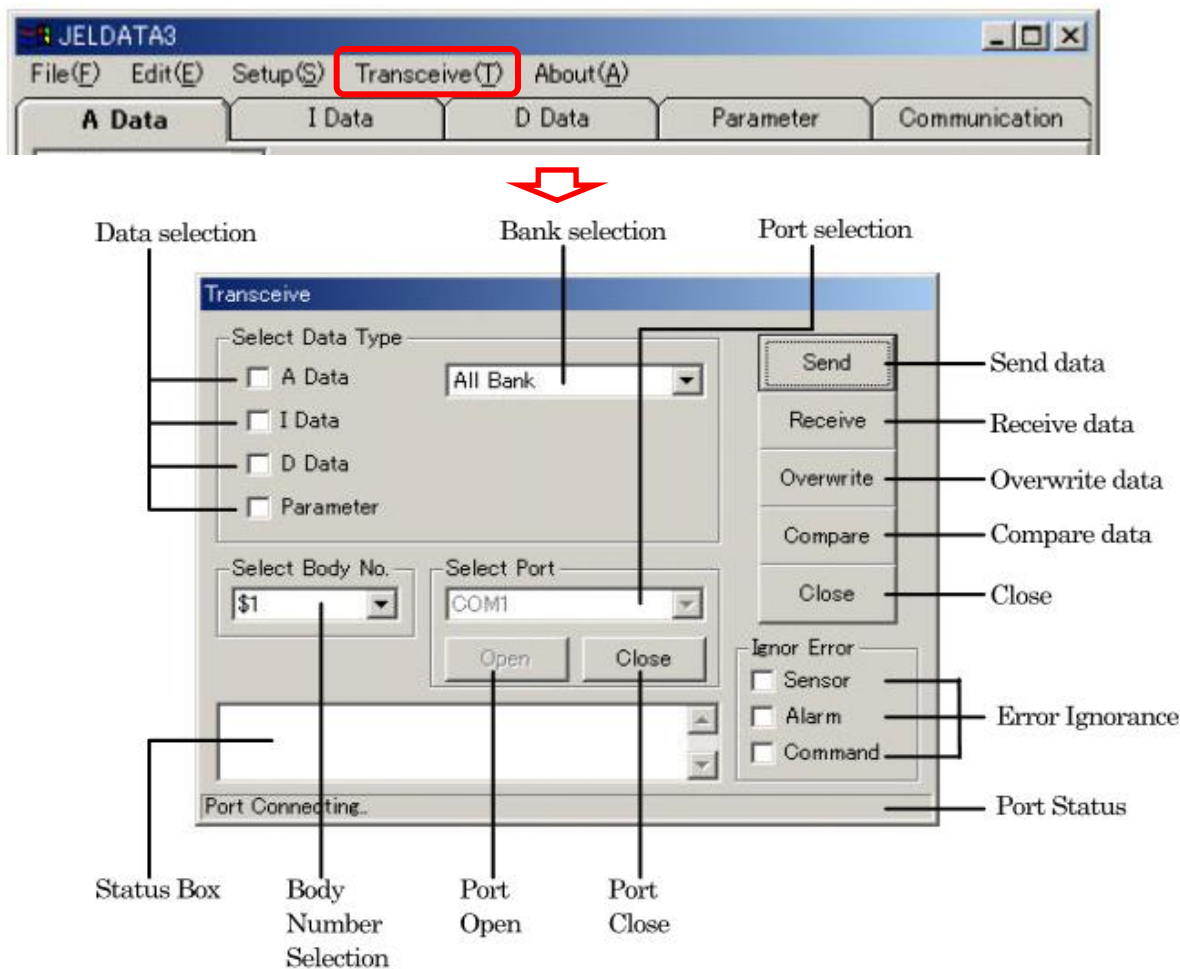 JELDATA3
File(F) Edit(E) Setup(S) Transceive(T) About(A)
A Data I Data D Data Parameter Communication
Data selection Bank selection Port selection
Transceive
Select Data Type
A Data All Bank Send Send data
I Data Receive Receive data
D Data Overwrite Overwrite data
Parameter
Compare Compare data
Select Body No. Select Port
$1 COM1 Close Close
Open Close Ignor Error
Sensor
Alarm Error Ignorance
Command
Port Connecting.. Port Status
Status Box Body Port Port
Number Open Close
Selection